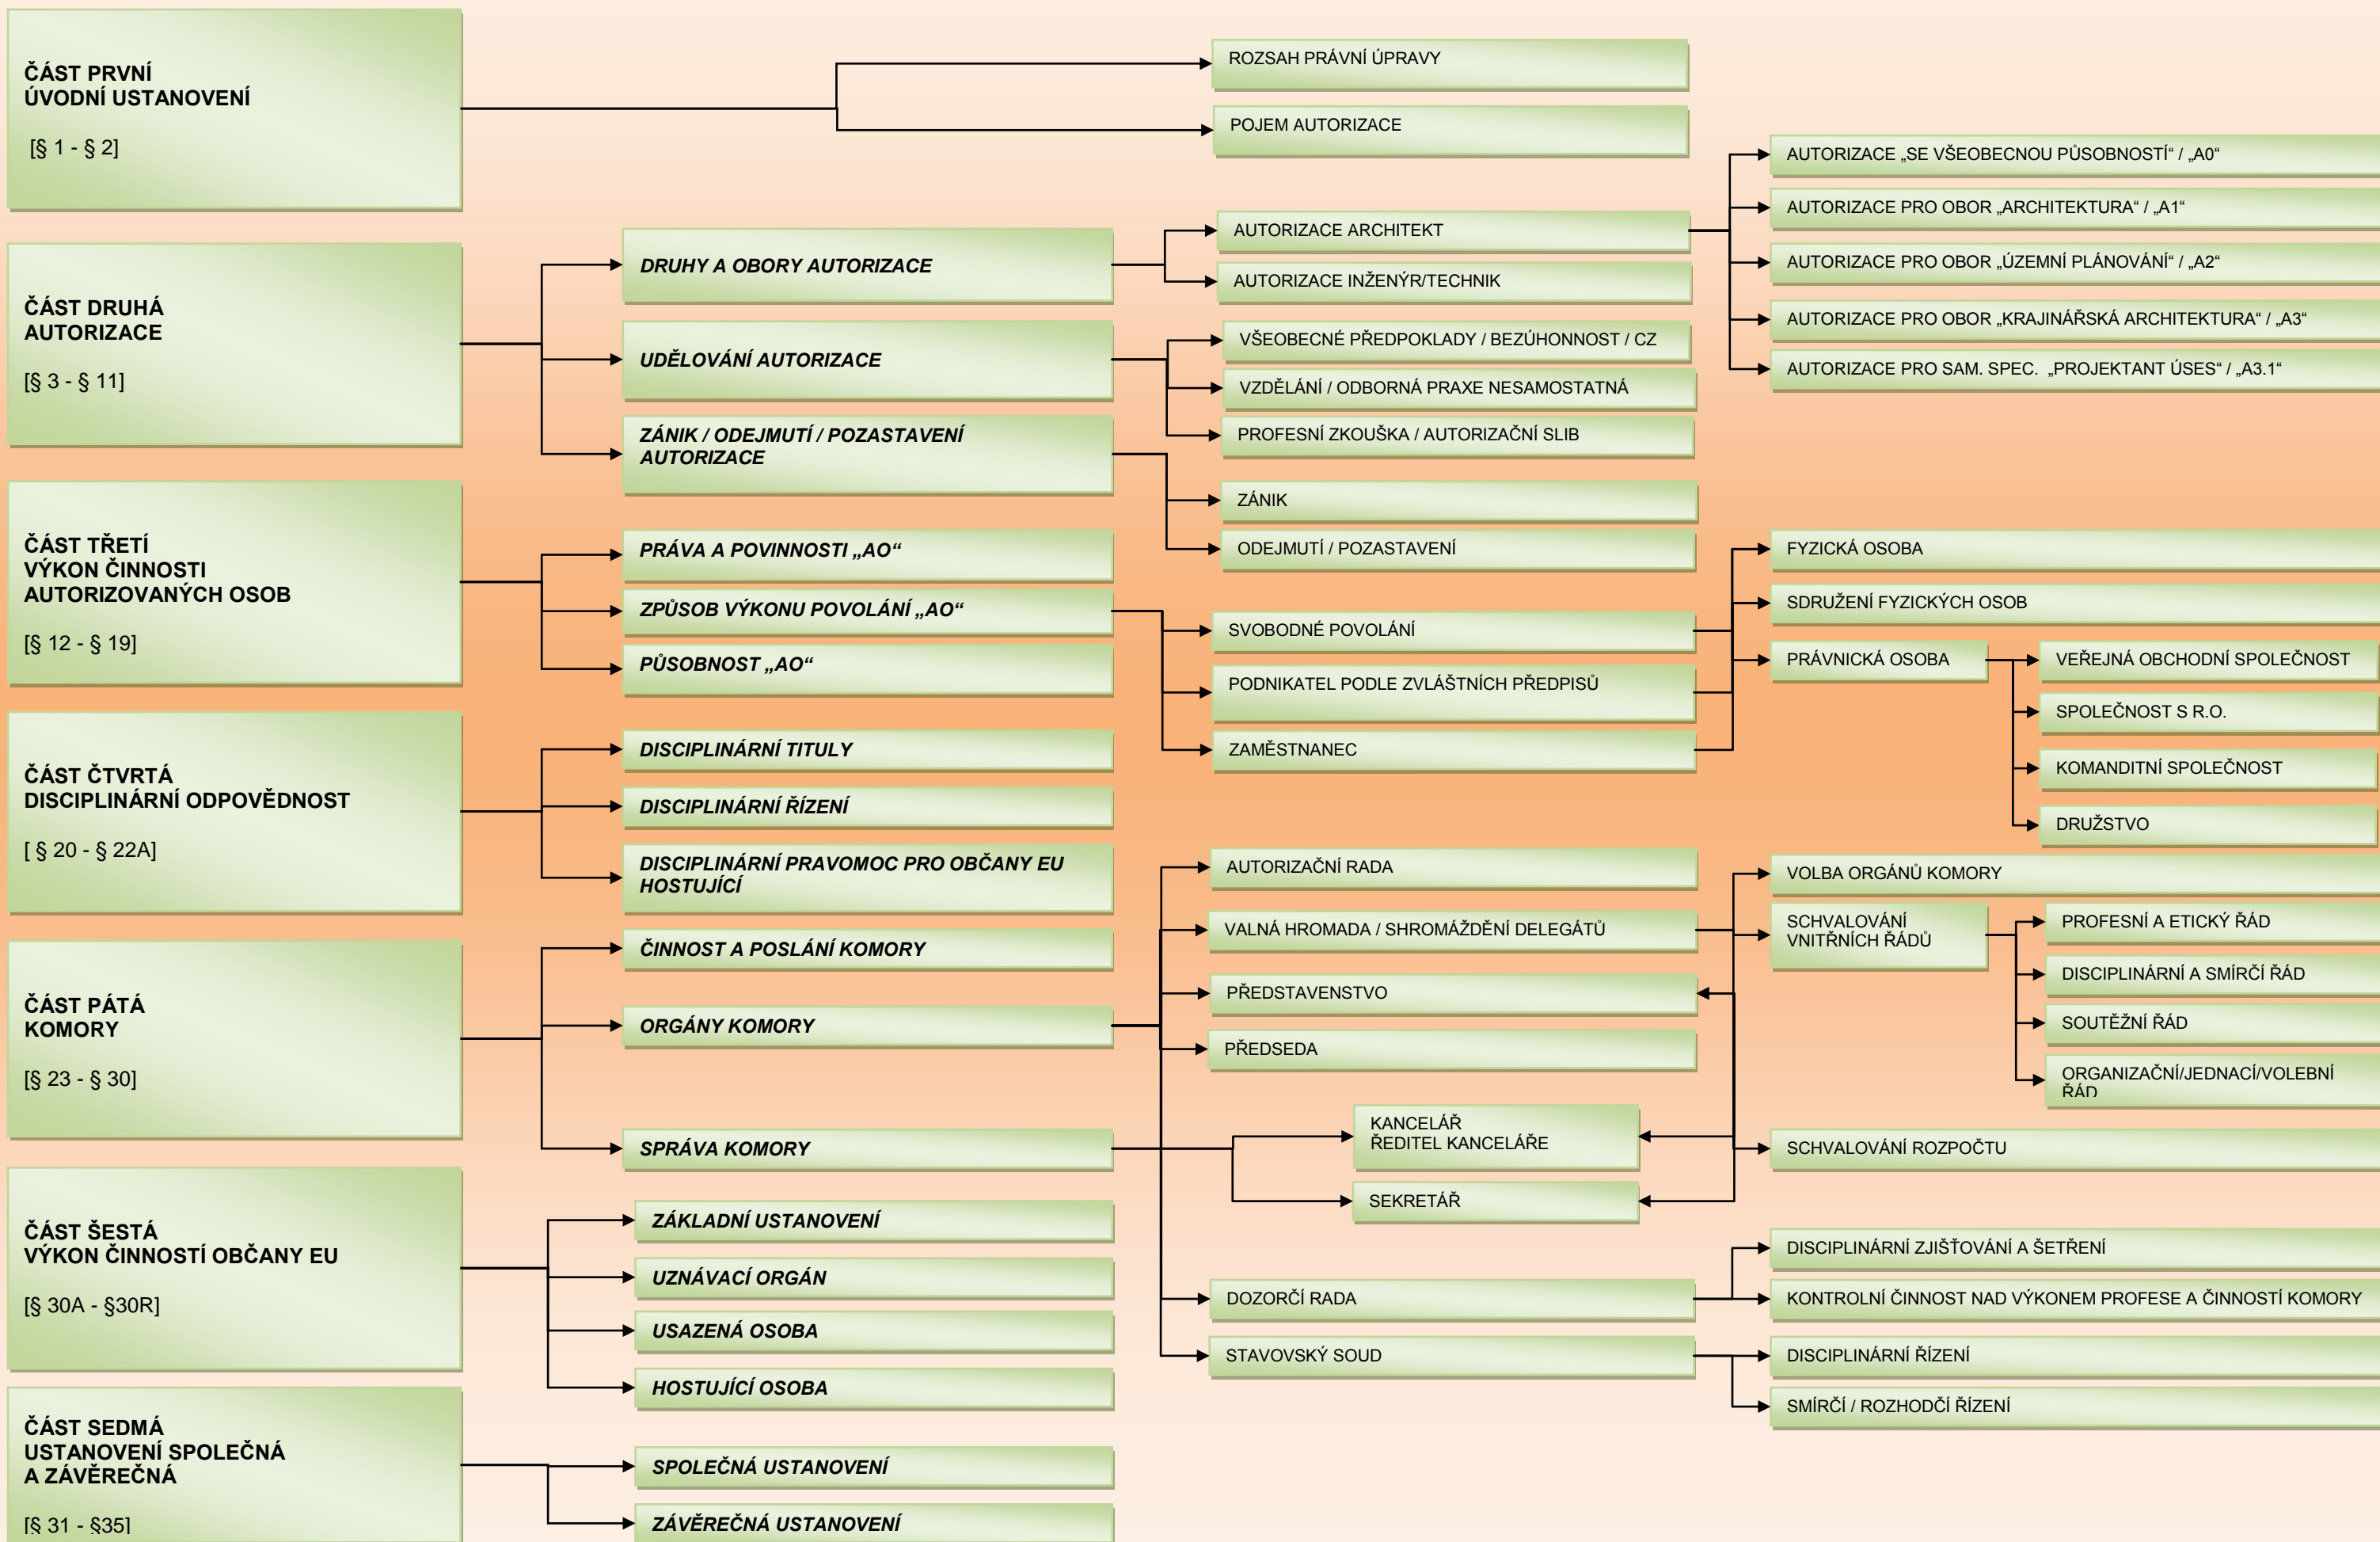 ČÁST PRVNÍ
ÚVODNÍ USTANOVENÍ
[§ 1 - § 2]
ROZSAH PRÁVNÍ ÚPRAVY
POJEM AUTORIZACE
ČÁST DRUHÁ
AUTORIZACE
[§ 3 - § 11]
DRUHY A OBORY AUTORIZACE
UDĚLOVÁNÍ AUTORIZACE
ZÁNIK / ODEJMUTÍ / POZASTAVENÍ
AUTORIZACE
AUTORIZACE ARCHITEKT
AUTORIZACE INŽENÝR/TECHNIK
VŠEOBECNÉ PŘEDPOKLADY / BEZÚHONNOST / CZ
VZDĚLÁNÍ / ODBORNÁ PRAXE NESAMOSTATNÁ
PROFESNÍ ZKOUŠKA / AUTORIZAČNÍ SLIB
ZÁNIK
ODEJMUTÍ / POZASTAVENÍ
AUTORIZACE „SE VŠEOBECNOU PŮSOBNOSTÍ“ / „A0“
AUTORIZACE PRO OBOR „ARCHITEKTURA“ / „A1“
AUTORIZACE PRO OBOR „ÚZEMNÍ PLÁNOVÁNÍ“ / „A2“
AUTORIZACE PRO OBOR „KRAJINÁŘSKÁ ARCHITEKTURA“ / „A3“
AUTORIZACE PRO SAM. SPEC. „PROJEKTANT ÚSES“ / „A3.1“
ČÁST TŘETÍ
VÝKON ČINNOSTI
AUTORIZOVANÝCH OSOB
[§ 12 - § 19]
PRÁVA A POVINNOSTI „AO“
ZPŮSOB VÝKONU POVOLÁNÍ „AO“
PŮSOBNOST „AO“
SVOBODNÉ POVOLÁNÍ
PODNIKATEL PODLE ZVLÁŠTNÍCH PŘEDPISŮ
ZAMĚSTNANEC
FYZICKÁ OSOBA
SDRUŽENÍ FYZICKÝCH OSOB
PRÁVNICKÁ OSOBA
VEŘEJNÁ OBCHODNÍ SPOLEČNOST
SPOLEČNOST S R.O.
KOMANDITNÍ SPOLEČNOST
DRUŽSTVO
ČÁST ČTVRTÁ
DISCIPLINÁRNÍ ODPOVĚDNOST
[ § 20 - § 22A]
DISCIPLINÁRNÍ TITULY
DISCIPLINÁRNÍ ŘÍZENÍ
DISCIPLINÁRNÍ PRAVOMOC PRO OBČANY EU
HOSTUJÍCÍ
ČÁST PÁTÁ
KOMORY
[§ 23 - § 30]
ČINNOST A POSLÁNÍ KOMORY
ORGÁNY KOMORY
SPRÁVA KOMORY
AUTORIZAČNÍ RADA
VALNÁ HROMADA / SHROMÁŽDĚNÍ DELEGÁTŮ
PŘEDSTAVENSTVO
PŘEDSEDA
KANCELÁŘ
ŘEDITEL KANCELÁŘE
SEKRETÁŘ
DOZORČÍ RADA
STAVOVSKÝ SOUD
VOLBA ORGÁNŮ KOMORY
SCHVALOVÁNÍ
VNITŘNÍCH ŘÁDŮ
PROFESNÍ A ETICKÝ ŘÁD
DISCIPLINÁRNÍ A SMÍRČÍ ŘÁD
SOUTĚŽNÍ ŘÁD
ORGANIZAČNÍ/JEDNACÍ/VOLEBNÍ
ŘÁD
SCHVALOVÁNÍ ROZPOČTU
DISCIPLINÁRNÍ ZJIŠŤOVÁNÍ A ŠETŘENÍ
KONTROLNÍ ČINNOST NAD VÝKONEM PROFESE A ČINNOSTÍ KOMORY
DISCIPLINÁRNÍ ŘÍZENÍ
SMÍRČÍ / ROZHODČÍ ŘÍZENÍ
ČÁST ŠESTÁ
VÝKON ČINNOSTÍ OBČANY EU
[§ 30A - §30R]
ZÁKLADNÍ USTANOVENÍ
UZNÁVACÍ ORGÁN
USAZENÁ OSOBA
HOSTUJÍCÍ OSOBA
ČÁST SEDMÁ
USTANOVENÍ SPOLEČNÁ
A ZÁVĚREČNÁ
[§ 31 - §35]
SPOLEČNÁ USTANOVENÍ
ZÁVĚREČNÁ USTANOVENÍ